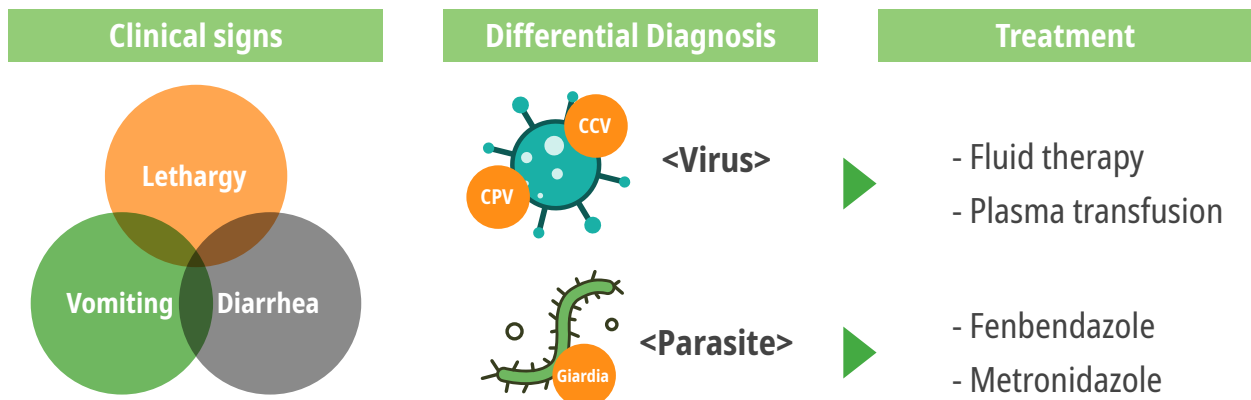 Clinical signs
Differential Diagnosis
Treatment
Lethargy
Vomiting
Diarrhea
CCV
CPV
<Virus>
- Fluid therapy
- Plasma transfusion
Giardia
<Parasite>
- Fenbendazole
- Metronidazole